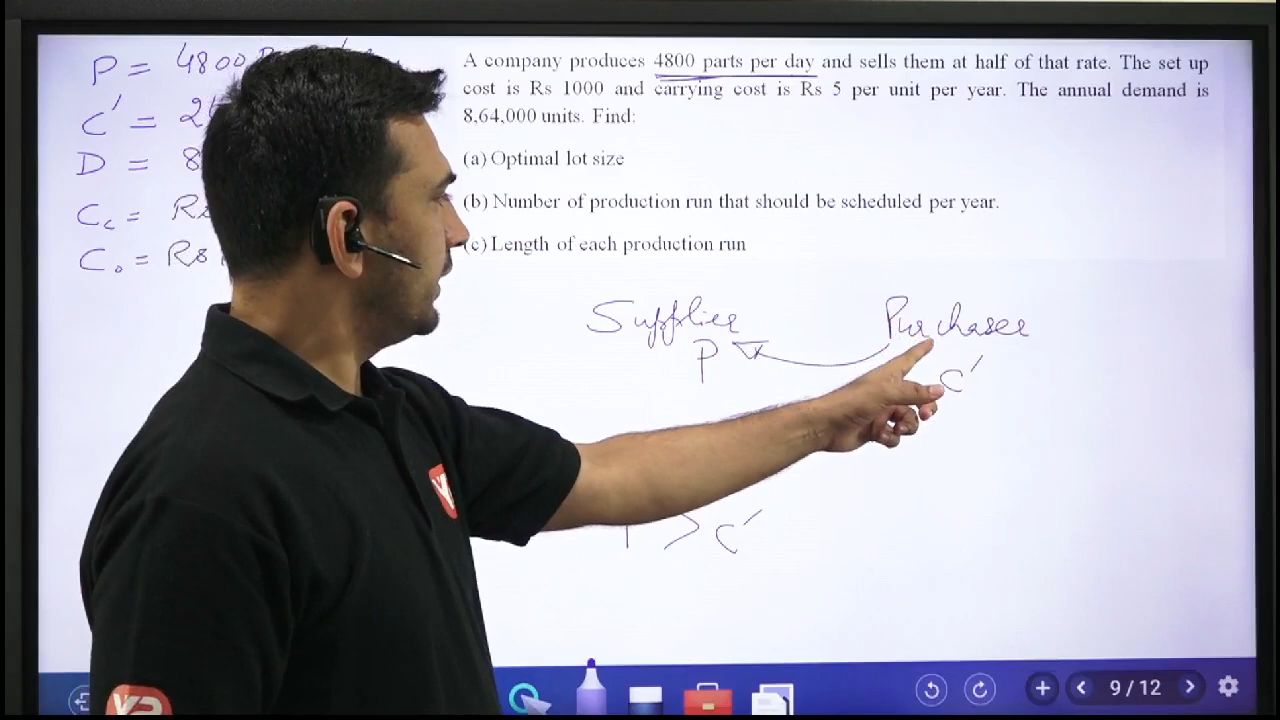 P = 4800
C' = 2
D = 8
Cc = Rs
Co = Rs
A company produces 4800 parts per day and sells them at half of that rate. The set up
cost is Rs 1000 and carrying cost is Rs 5 per unit per year. The annual demand is
8,64,000 units. Find:
(a) Optimal lot size
(b) Number of production run that should be scheduled per year.
(c) Length of each production run
Supplier Purchaser
P C'
> C'
9 / 12